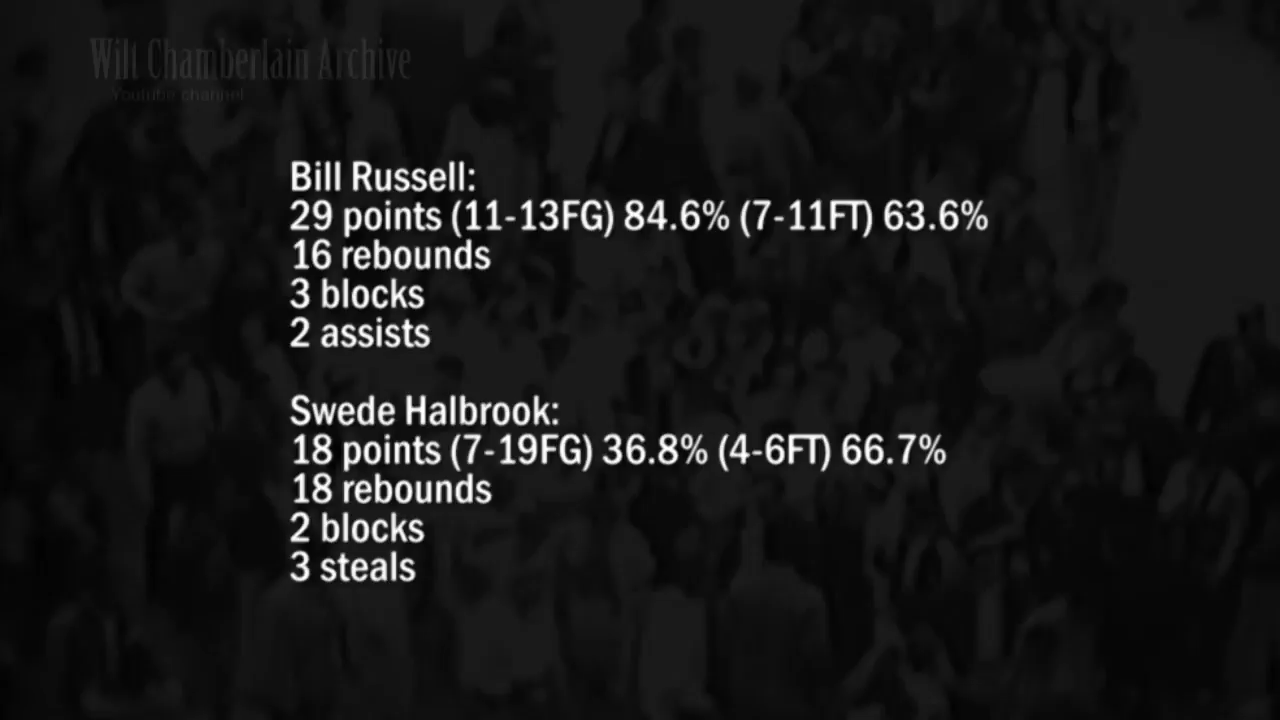 Wilt Chamberlain Archive
Youtube channel
Bill Russell:
29 points (11-13FG) 84.6% (7-11FT) 63.6%
16 rebounds
3 blocks
2 assists
Swede Halbrook:
18 points (7-19FG) 36.8% (4-6FT) 66.7%
18 rebounds
2 blocks
3 steals